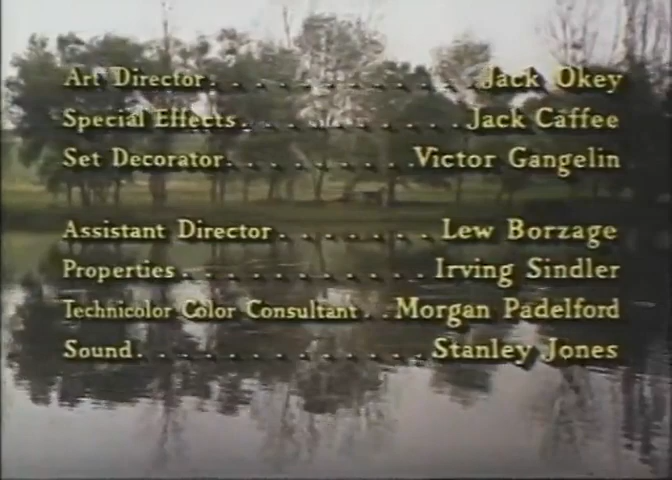 Art Director. . . . . . . . . . . . Jack Okey
Special Effects. . . . . . . . . . Jack Caffee
Set Decorator. . . . . . . . . Victor Gangelin
Assistant Director . . . . . . . Lew Borzage
Properties . . . . . . . . . . . Irving Sindler
Technicolor Color Consultant . . Morgan Padelford
Sound. . . . . . . . . . . . . Stanley Jones